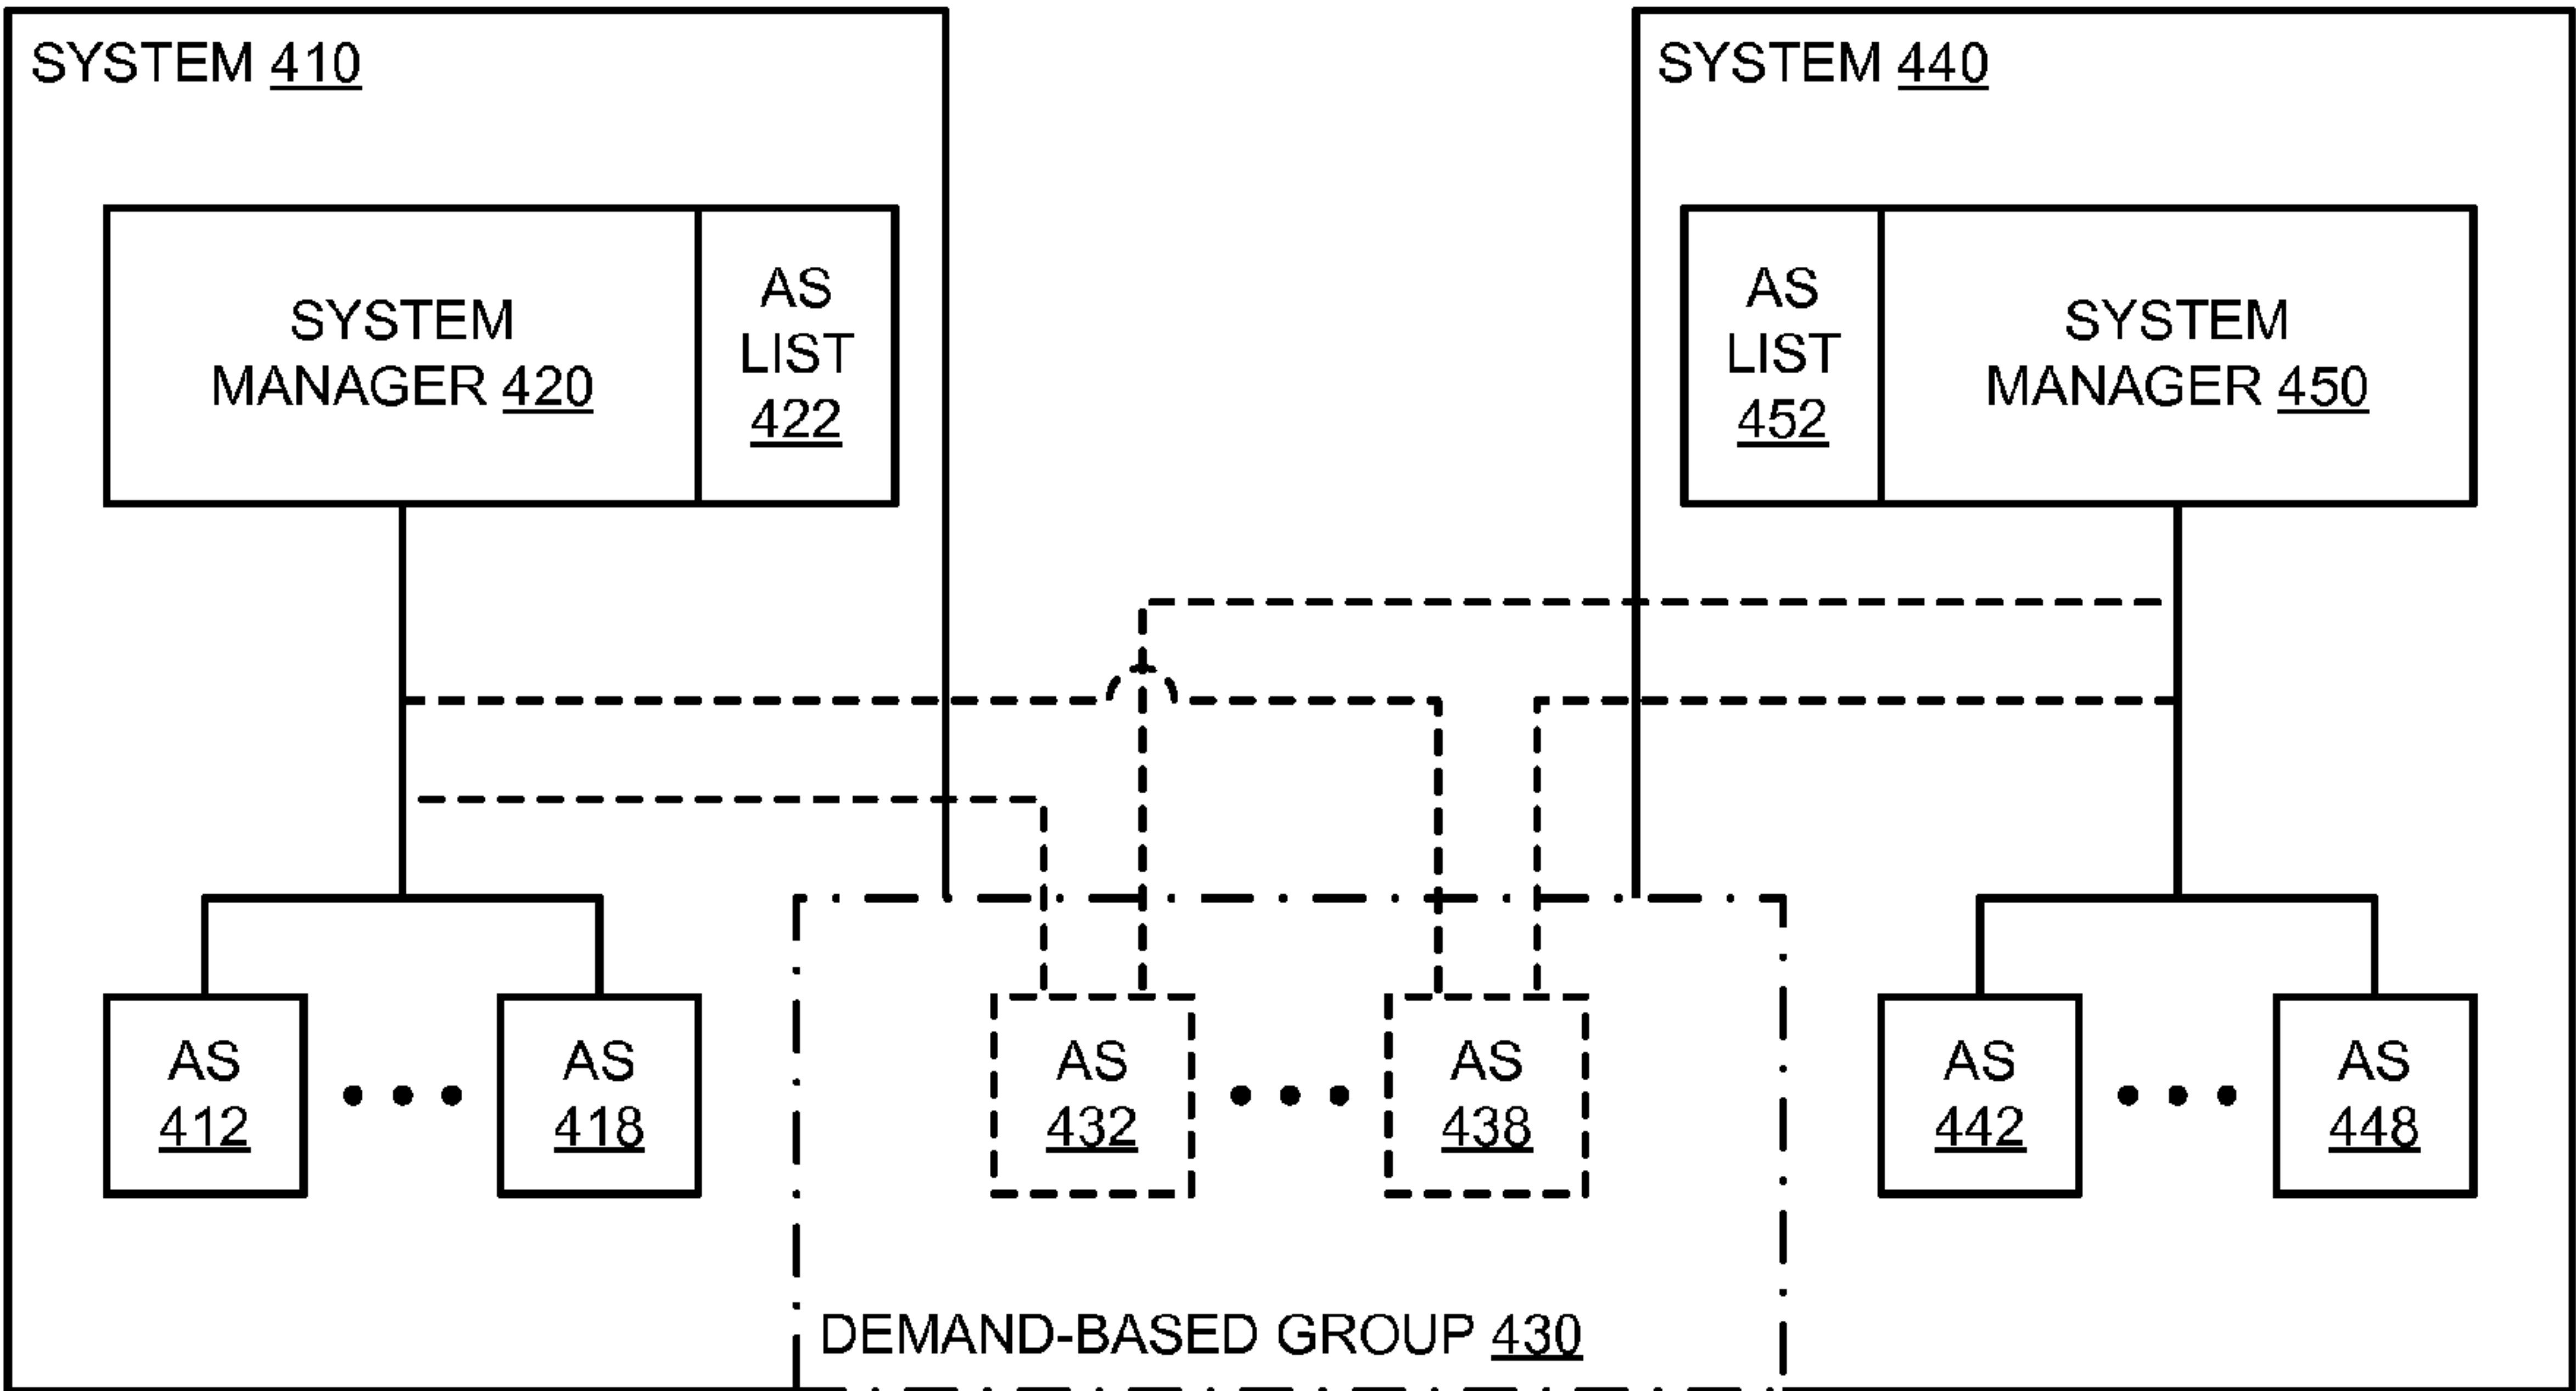 SYSTEM 410
SYSTEM 440
SYSTEM
MANAGER 420
AS
LIST
422
AS
LIST
452
SYSTEM
MANAGER 450
AS
412
AS
418
AS
432
AS
438
AS
442
AS
448
DEMAND-BASED GROUP 430